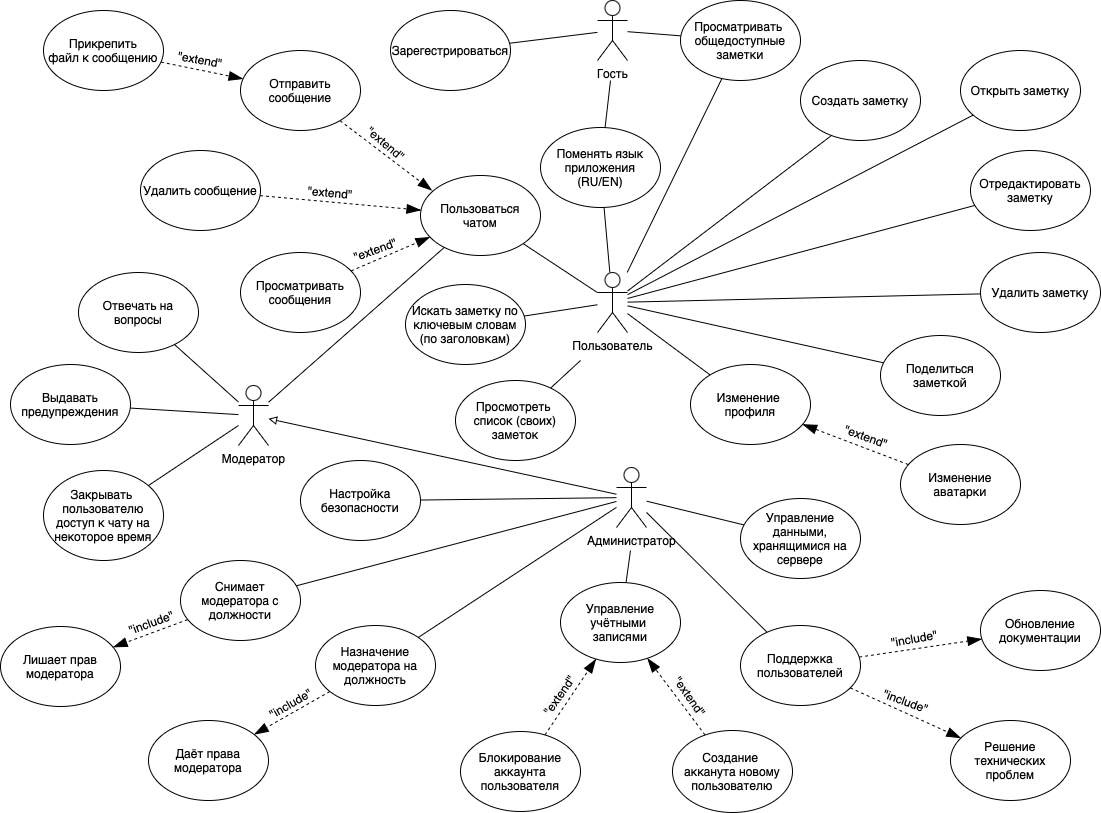 Прикрепить
файл к сообщению
"extend"
Отправить
сообщение
Зарегестрироваться
Гость
Просматривать
общедоступные
заметки
Создать заметку
Открыть заметку
"extend"
Поменять язык
приложения
(RU/EN)
Удалить сообщение
"extend"
Пользоваться
чатом
Отредактировать
заметку
"extend"
Просматривать
сообщения
Отвечать на
вопросы
Искать заметку по
ключевым словам
(по заголовкам)
Пользователь
Удалить заметку
Поделиться
заметкой
Выдавать
предупреждения
Модератор
Просмотреть
список (своих)
заметок
Изменение
профиля
"extend"
Изменение
аватарки
Закрывать
пользователю
доступ к чату на
некоторое время
Настройка
безопасности
Администратор
Управление
данными,
хранящимися на
сервере
Снимает
модератора с
должности
"include"
Лишает прав
модератора
Назначение
модератора на
должность
"include"
Даёт права
модератора
Управление
учётными
записями
"extend"
"extend"
Блокирование
аккаунта
пользователя
Создание
акканута новому
пользователю
Поддержка
пользователей
"include"
Обновление
документации
"include"
Решение
технических
проблем